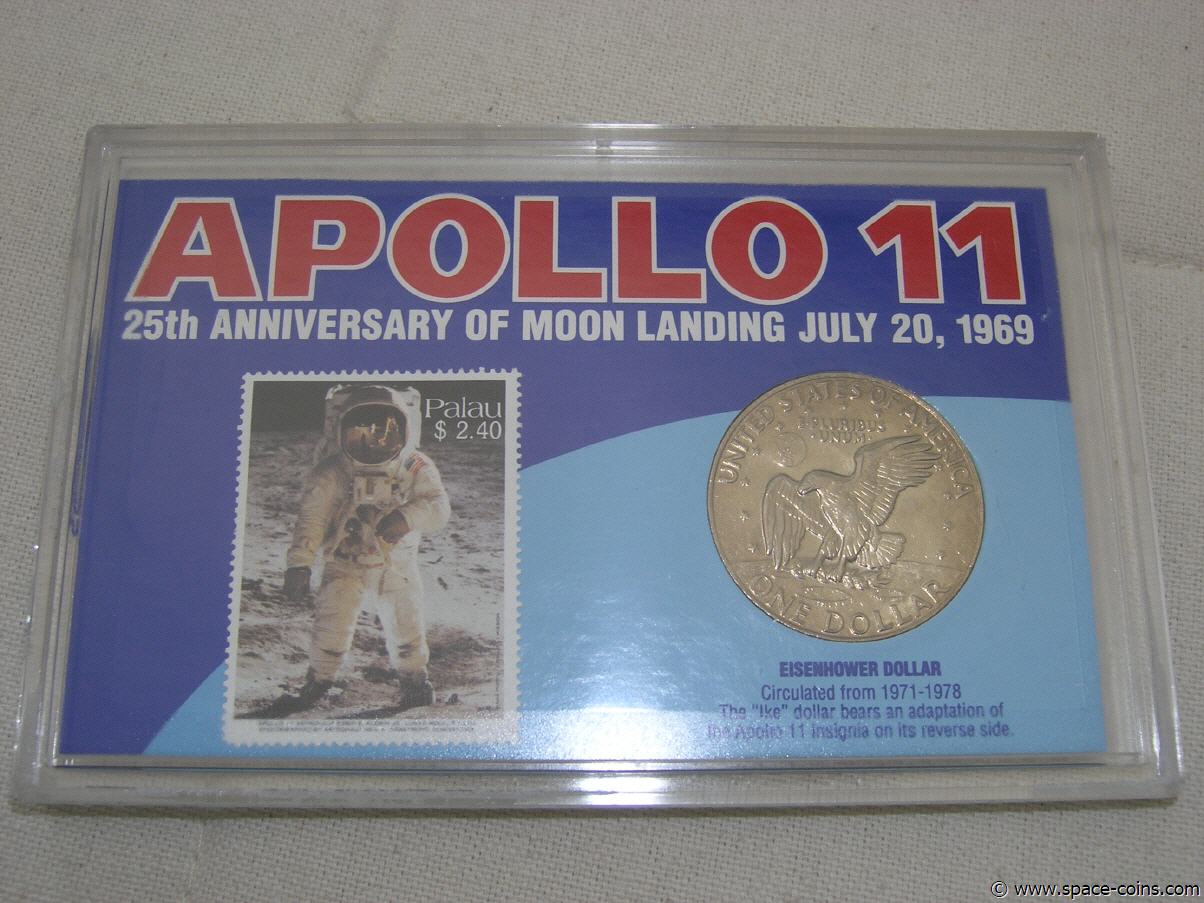 APOLLO 11
25th ANNIVERSARY OF MOON LANDING JULY 20, 1969
Palau
$ 2.40
UNITED STATES OF AMERICA
E PLURIBUS
UNUM
ONE DOLLAR
EISENHOWER DOLLAR
Circulated from 1971-1978
The "Ike" dollar bears an adaptation of
the Apollo 11 insignia on its reverse side.
© www.space-coins.com